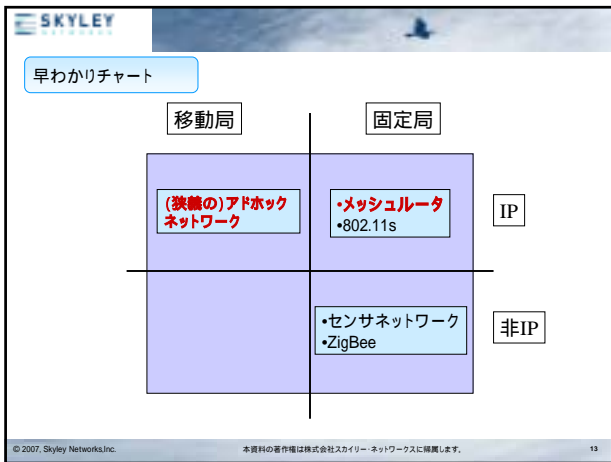 SKYLEY
NETWORKS
早わかりチャート
移動局
固定局
(狭義の)アドホック
ネットワーク
•メッシュルータ
•802.11s
IP
•センサネットワーク
•ZigBee
非IP
© 2007, Skyley Networks,Inc.
本資料の著作権は株式会社スカイリー・ネットワークスに帰属します。
13